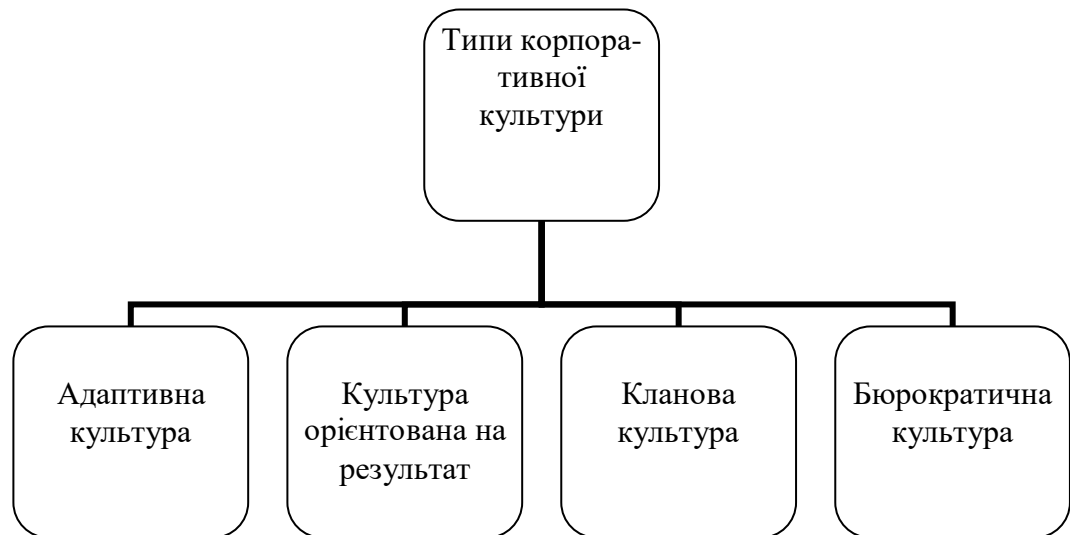 Типи корпора-
тивної
культури
Адаптивна
культура
Культура
орієнтована на
результат
Кланова
культура
Бюрократична
культура